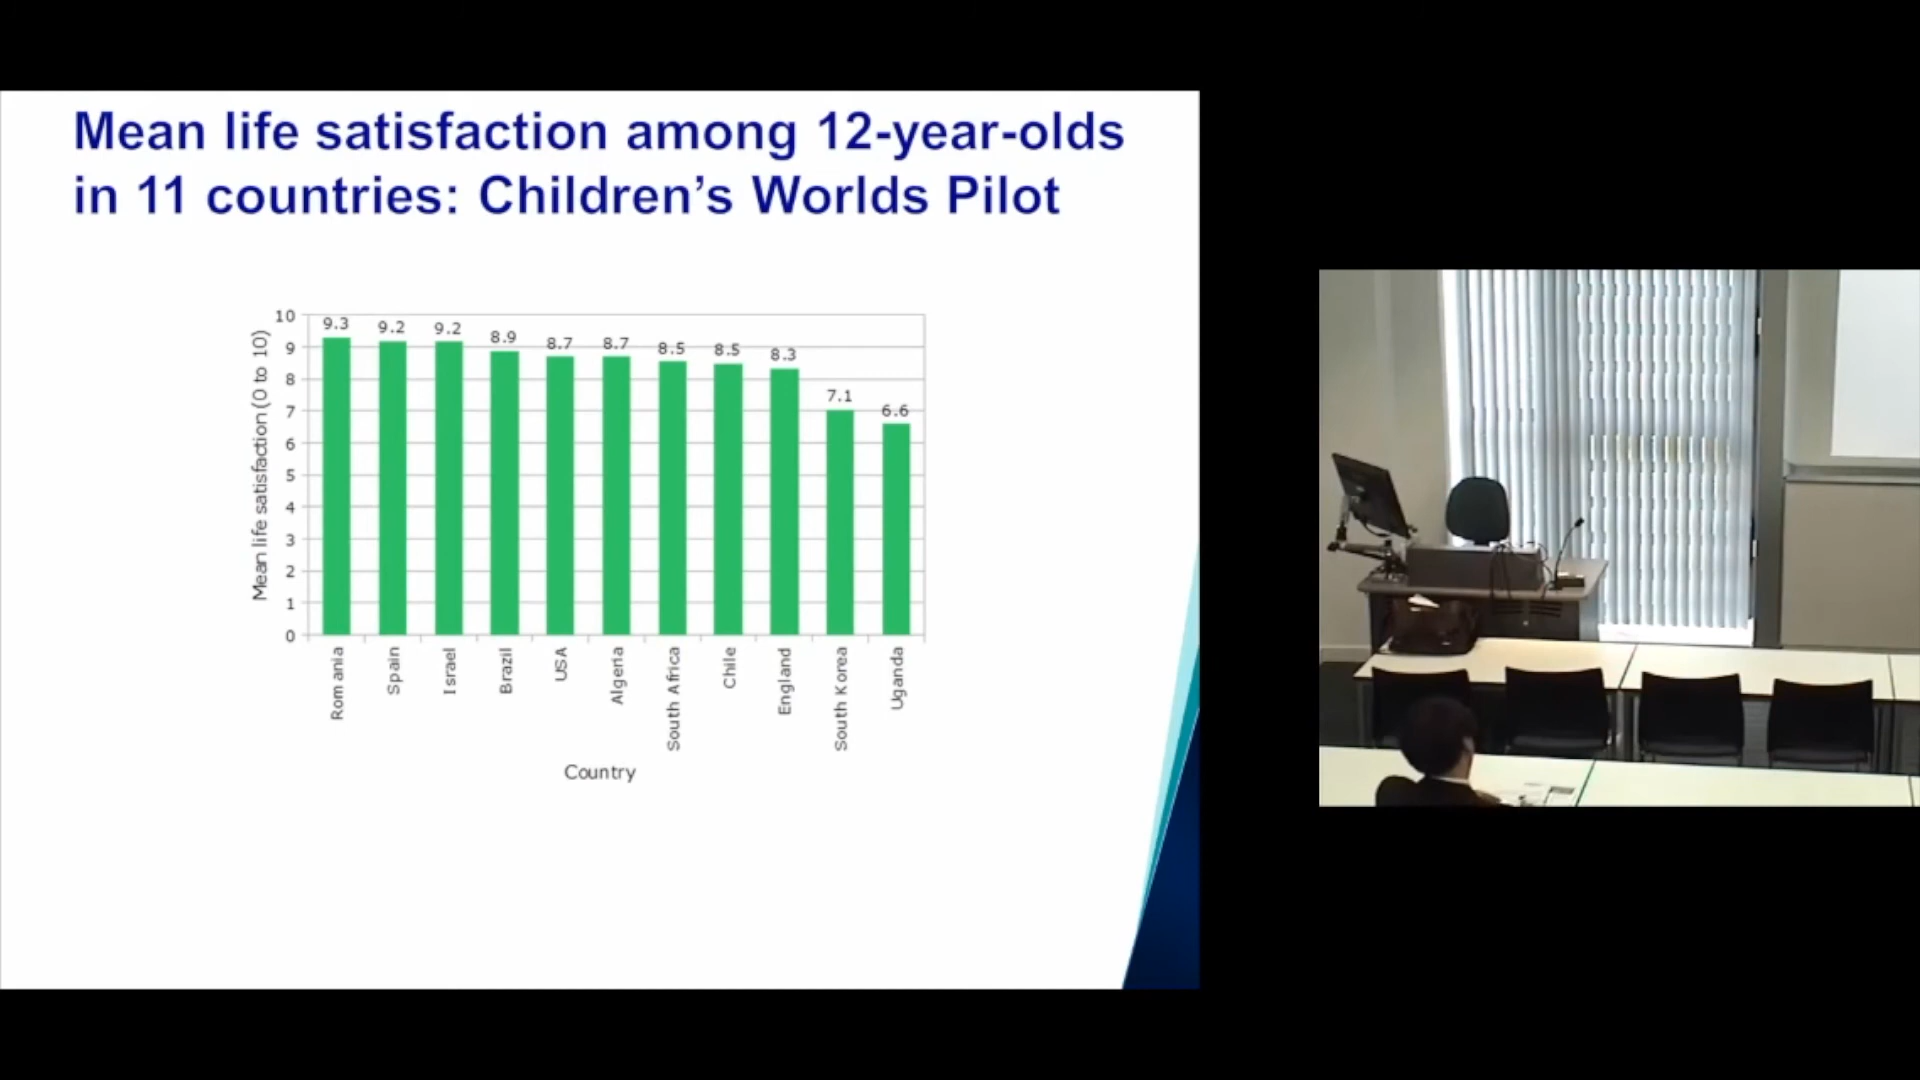 Mean life satisfaction among 12-year-olds
in 11 countries: Children's Worlds Pilot
Mean life satisfaction (0 to 10)
10
9
8
7
6
5
4
3
2
1
0
9.3
9.2
9.2
8.9
8.7
8.7
8.5
8.5
8.3
7.1
6.6
Romania
Spain
Israel
Brazil
USA
Algeria
South Africa
Chile
England
South Korea
Uganda
Country